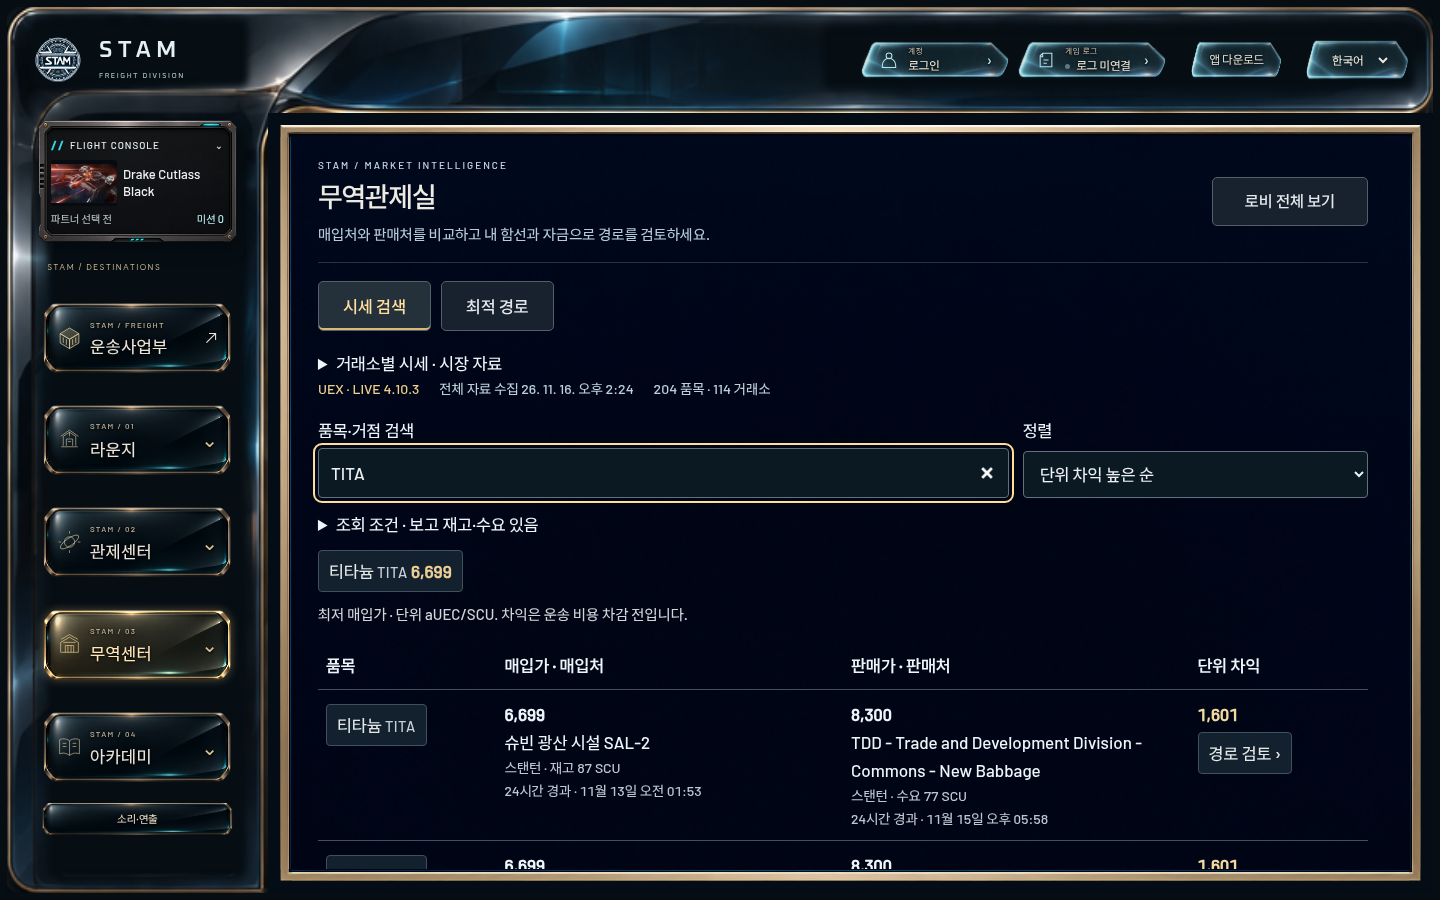 STAM
FREIGHT DIVISION
STAM
계정
로그인
게임 로그
로그 미연결
앱 다운로드
한국어
// FLIGHT CONSOLE
Drake Cutlass
Black
파트너 선택 전
미션 0
STAM / DESTINATIONS
STAM / FREIGHT
운송사업부
STAM / 01
라운지
STAM / 02
관제센터
STAM / 03
무역센터
STAM / 04
아카데미
소리·연출
STAM / MARKET INTELLIGENCE
무역관제실
매입처와 판매처를 비교하고 내 함선과 자금으로 경로를 검토하세요.
로비 전체 보기
시세 검색
최적 경로
▶ 거래소별 시세 · 시장 자료
UEX · LIVE 4.10.3 전체 자료 수집 26. 11. 16. 오후 2:24 204 품목 · 114 거래소
품목·거점 검색
정렬
TITA
단위 차익 높은 순
▶ 조회 조건 · 보고 재고·수요 있음
티타늄 TITA 6,699
최저 매입가 · 단위 aUEC/SCU. 차익은 운송 비용 차감 전입니다.
품목 매입가 · 매입처 판매가 · 판매처 단위 차익
티타늄 TITA
6,699
슈빈 광산 시설 SAL-2
스탠턴 · 재고 87 SCU
24시간 경과 · 11월 13일 오전 01:53
8,300
TDD - Trade and Development Division -
Commons - New Babbage
스탠턴 · 수요 77 SCU
24시간 경과 · 11월 15일 오후 05:58
1,601
경로 검토 ›
6,699
8,300
1,601